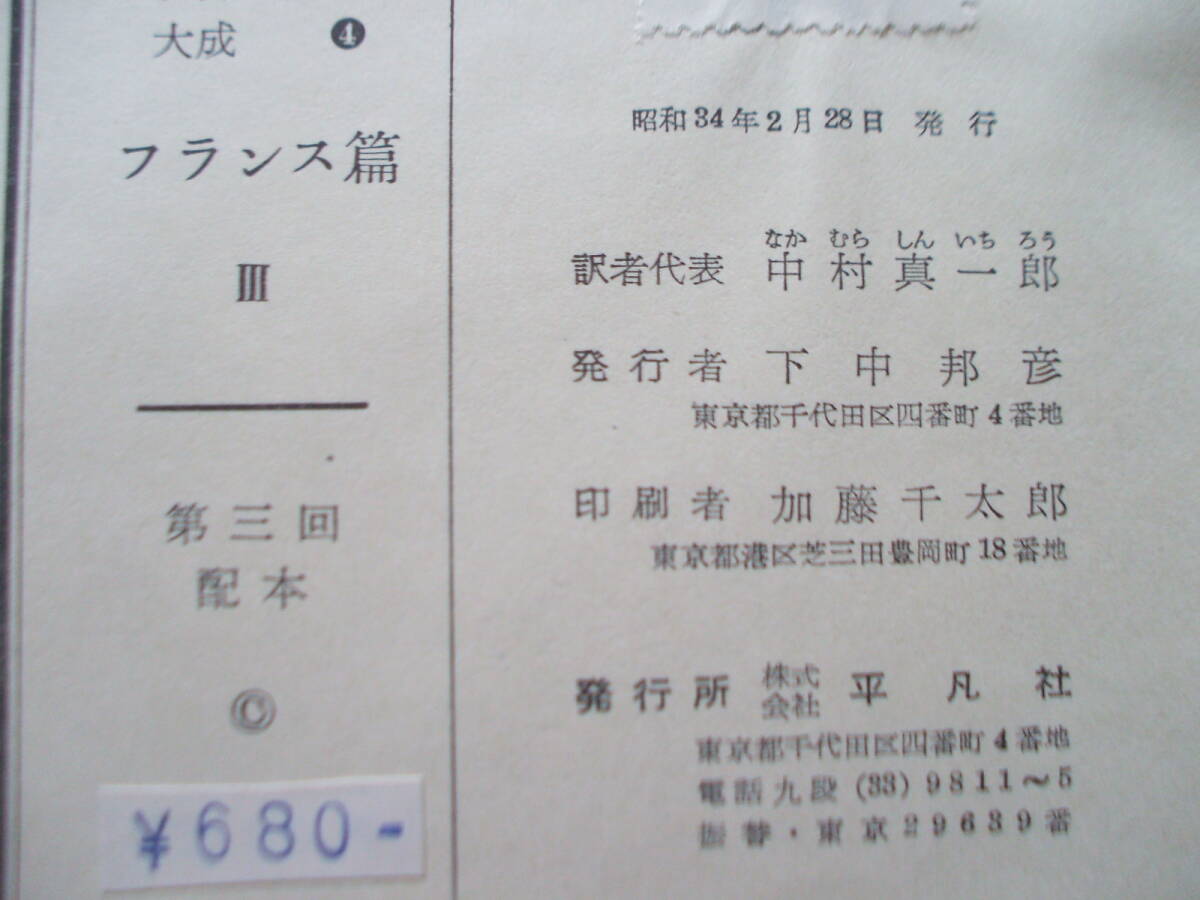 大成 ❹
フランス篇
Ⅲ
第三回
配本
©
¥680-
昭和34年2月28日 発行
なか むら しん いち ろう
訳者代表 中村真一郎
発行者 下中邦彦
東京都千代田区四番町4番地
印刷者 加藤千太郎
東京都港区芝三田豊岡町18番地
発行所 株式会社 平凡社
東京都千代田区四番町4番地
電話九段(33)9811~5
振替・東京29639番